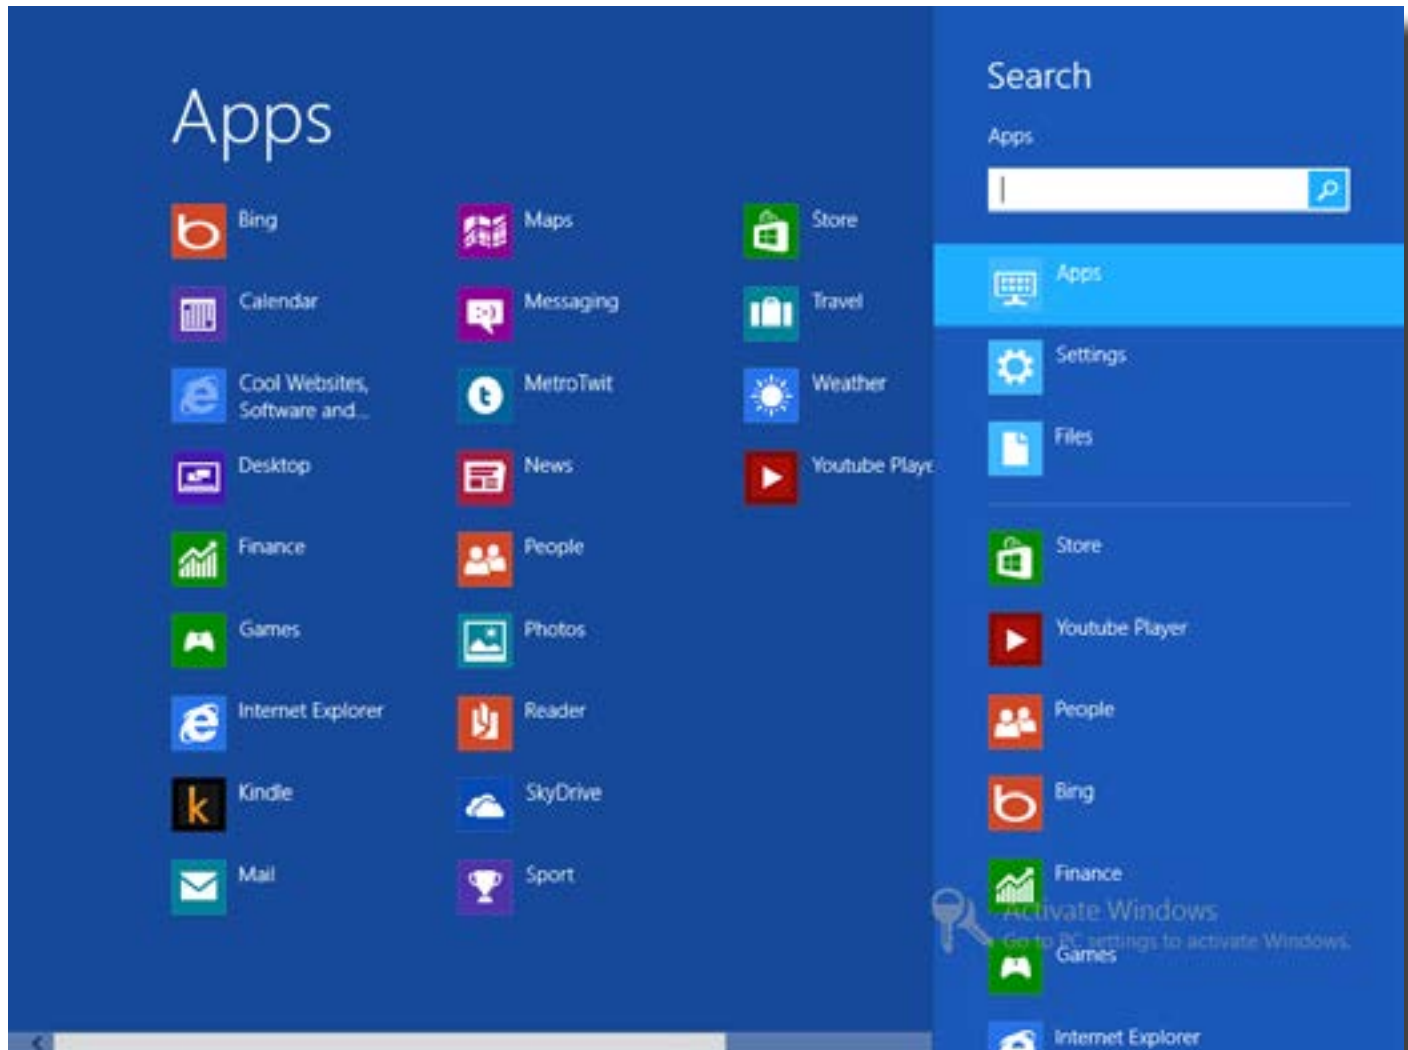 Apps
Bing
Calendar
Cool Websites,
Software and...
Desktop
Finance
Games
Internet Explorer
Kindle
Mail
Maps
Messaging
MetroTwit
News
People
Photos
Reader
SkyDrive
Sport
Store
Travel
Weather
Youtube Playe
Search
Apps
Apps
Settings
Files
Store
Youtube Player
People
Bing
Finance
Activate Windows
Go to PC settings to activate Windows.
Games
Internet Explorer